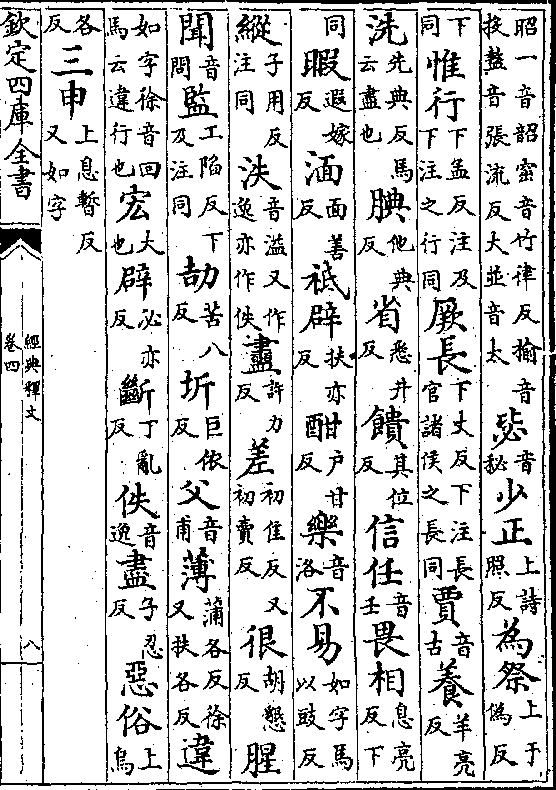 昭一音韶窋音竹律反揄音投盩音張流反大並音太毖音秘少正上詩照反為祭上于偽反
下同惟行下孟反注及下注之行同厥長下丈反下注長官諸侯之長同賈音古養羊亮反
洗先典反馬云盡也腆他典反省悉井反饋其位反信任音壬畏相息亮反下
同暇遐嫁反湎面善反祗辟扶亦反酣户甘反樂音洛不易如字馬以豉反
縱子用反注同泆音溢又作逸亦作佚衋許力反差初佳反又初賣反很胡懇反腥
聞音問監工陷反下及注同劼苦八反圻巨依反父音甫薄蒲各反徐又扶各反違
如字徐音回馬云違行也宏大也辟必亦反斷丁亂反佚音逸盡子忍反惡俗上烏
各反三申上息暫反又如字
欽定四庫全書
經典釋文
卷四
八